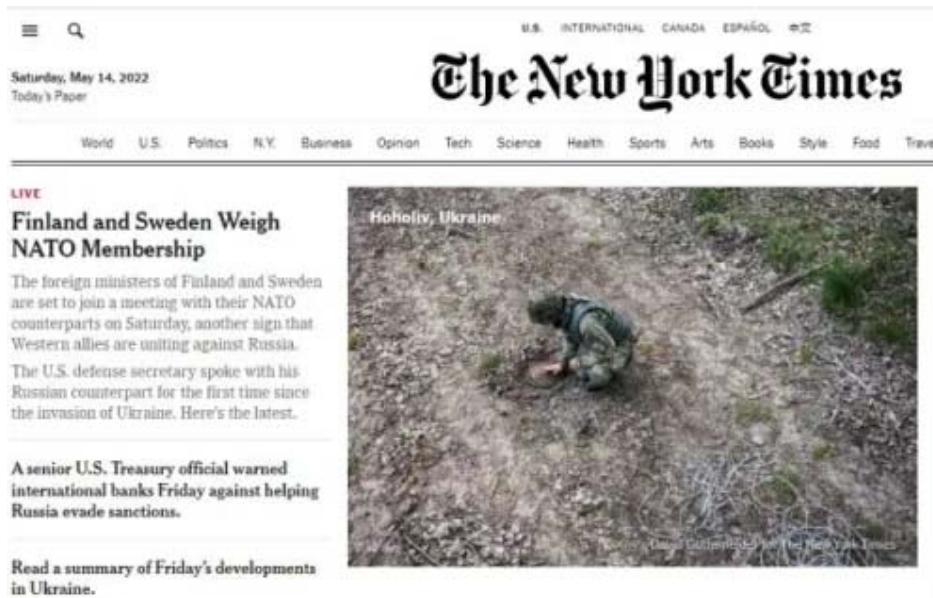 U.S. INTERNATIONAL CANADA ESPAÑOL 中文
Saturday, May 14, 2022
Today's Paper
The New York Times
World U.S. Politics N.Y. Business Opinion Tech Science Health Sports Arts Books Style Food Trave
LIVE
Finland and Sweden Weigh
NATO Membership
The foreign ministers of Finland and Sweden
are set to join a meeting with their NATO
counterparts on Saturday, another sign that
Western allies are uniting against Russia.
The U.S. defense secretary spoke with his
Russian counterpart for the first time since
the invasion of Ukraine. Here's the latest.
A senior U.S. Treasury official warned
international banks Friday against helping
Russia evade sanctions.
Read a summary of Friday's developments
in Ukraine.
Hoholiv, Ukraine
for The New York Times